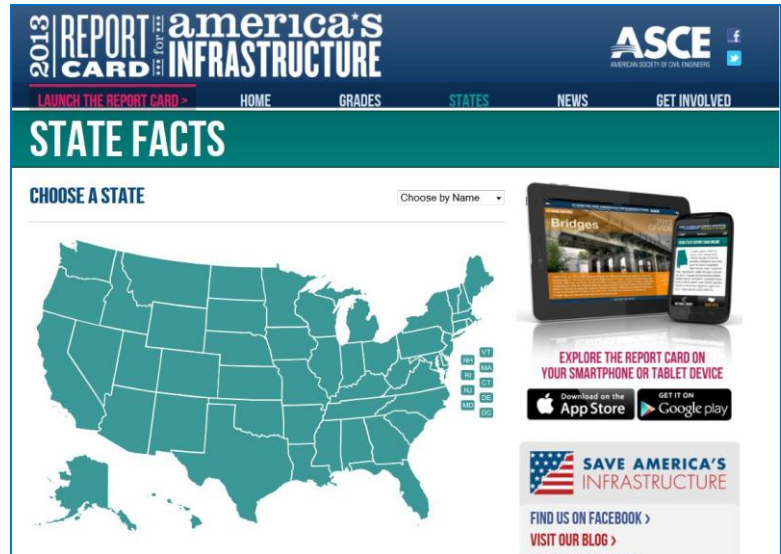 2013 REPORT CARD for america's INFRASTRUCTURE
ASCE
AMERICAN SOCIETY OF CIVIL ENGINEERS
LAUNCH THE REPORT CARD >
HOME
GRADES
STATES
NEWS
GET INVOLVED
STATE FACTS
CHOOSE A STATE
Choose by Name
VT
NH
MA
RI
CT
NJ
DE
MD
DC
Bridges
2013
EXPLORE THE REPORT CARD ON
YOUR SMARTPHONE OR TABLET DEVICE
Download on the
App Store
GET IT ON
Google play
SAVE AMERICA'S
INFRASTRUCTURE
FIND US ON FACEBOOK >
VISIT OUR BLOG >